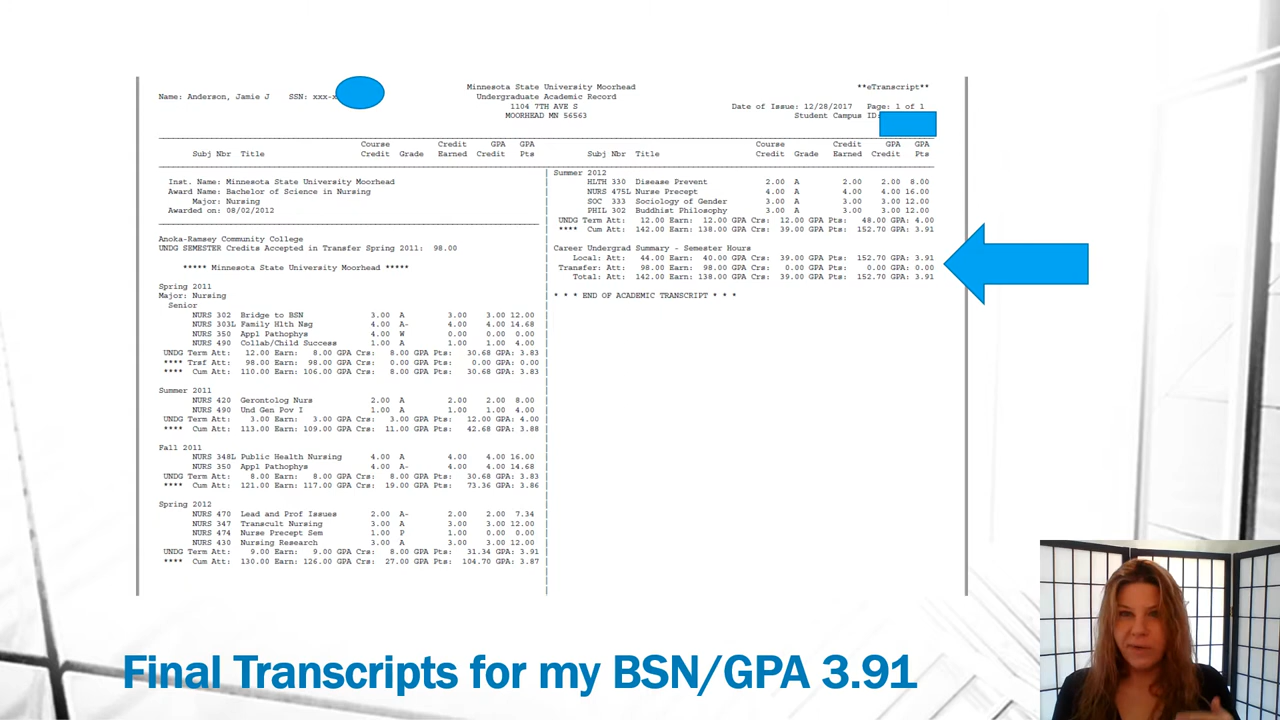 Minnesota State University Moorhead
**eTranscript**
Name: Anderson, Jamie J SSN: xxx-x
Undergraduate Academic Record
1104 7TH AVE S
Date of Issue: 12/28/2017 Page: 1 of 1
MOORHEAD MN 56563
Student Campus ID:
Course Credit GPA GPA
Subj Nbr Title Credit Grade Earned Credit Pts
Inst. Name: Minnesota State University Moorhead
Award Name: Bachelor of Science in Nursing
Major: Nursing
Awarded on: 08/02/2012
Anoka-Ramsey Community College
UNDG SEMESTER Credits Accepted in Transfer Spring 2011: 98.00
***** Minnesota State University Moorhead *****
Spring 2011
Major: Nursing
Senior
NURS 302 Bridge to BSN 3.00 A 3.00 3.00 12.00
NURS 303L Family Hlth Nsg 4.00 A- 4.00 4.00 14.68
NURS 350 Appl Pathophys 4.00 W 0.00 0.00 0.00
NURS 490 Collab/Child Success 1.00 A 1.00 1.00 4.00
UNDG Term Att: 12.00 Earn: 8.00 GPA Crs: 8.00 GPA Pts: 30.68 GPA: 3.83
**** Trsf Att: 98.00 Earn: 98.00 GPA Crs: 0.00 GPA Pts: 0.00 GPA: 0.00
**** Cum Att: 110.00 Earn: 106.00 GPA Crs: 8.00 GPA Pts: 30.68 GPA: 3.83
Summer 2011
NURS 420 Gerontolog Nurs 2.00 A 2.00 2.00 8.00
NURS 490 Und Gen Pov I 1.00 A 1.00 1.00 4.00
UNDG Term Att: 3.00 Earn: 3.00 GPA Crs: 3.00 GPA Pts: 12.00 GPA: 4.00
**** Cum Att: 113.00 Earn: 109.00 GPA Crs: 11.00 GPA Pts: 42.68 GPA: 3.88
Fall 2011
NURS 348L Public Health Nursing 4.00 A 4.00 4.00 16.00
NURS 350 Appl Pathophys 4.00 A- 4.00 4.00 14.68
UNDG Term Att: 8.00 Earn: 8.00 GPA Crs: 8.00 GPA Pts: 30.68 GPA: 3.83
**** Cum Att: 121.00 Earn: 117.00 GPA Crs: 19.00 GPA Pts: 73.36 GPA: 3.86
Spring 2012
NURS 470 Lead and Prof Issues 2.00 A- 2.00 2.00 7.34
NURS 347 Transcult Nursing 3.00 A 3.00 3.00 12.00
NURS 474 Nurse Precept Sem 1.00 P 1.00 0.00 0.00
NURS 430 Nursing Research 3.00 A 3.00 3.00 12.00
UNDG Term Att: 9.00 Earn: 9.00 GPA Crs: 8.00 GPA Pts: 31.34 GPA: 3.91
**** Cum Att: 130.00 Earn: 126.00 GPA Crs: 27.00 GPA Pts: 104.70 GPA: 3.87
Course Credit GPA GPA
Subj Nbr Title Credit Grade Earned Credit Pts
Summer 2012
HLTH 330 Disease Prevent 2.00 A 2.00 2.00 8.00
NURS 475L Nurse Precept 4.00 A 4.00 4.00 16.00
SOC 333 Sociology of Gender 3.00 A 3.00 3.00 12.00
PHIL 302 Buddhist Philosophy 3.00 A 3.00 3.00 12.00
UNDG Term Att: 12.00 Earn: 12.00 GPA Crs: 12.00 GPA Pts: 48.00 GPA: 4.00
**** Cum Att: 142.00 Earn: 138.00 GPA Crs: 39.00 GPA Pts: 152.70 GPA: 3.91
Career Undergrad Summary - Semester Hours
Local: Att: 44.00 Earn: 40.00 GPA Crs: 39.00 GPA Pts: 152.70 GPA: 3.91
Transfer: Att: 98.00 Earn: 98.00 GPA Crs: 0.00 GPA Pts: 0.00 GPA: 0.00
Total: Att: 142.00 Earn: 138.00 GPA Crs: 39.00 GPA Pts: 152.70 GPA: 3.91
* * * END OF ACADEMIC TRANSCRIPT * * *
Final Transcripts for my BSN/GPA 3.91